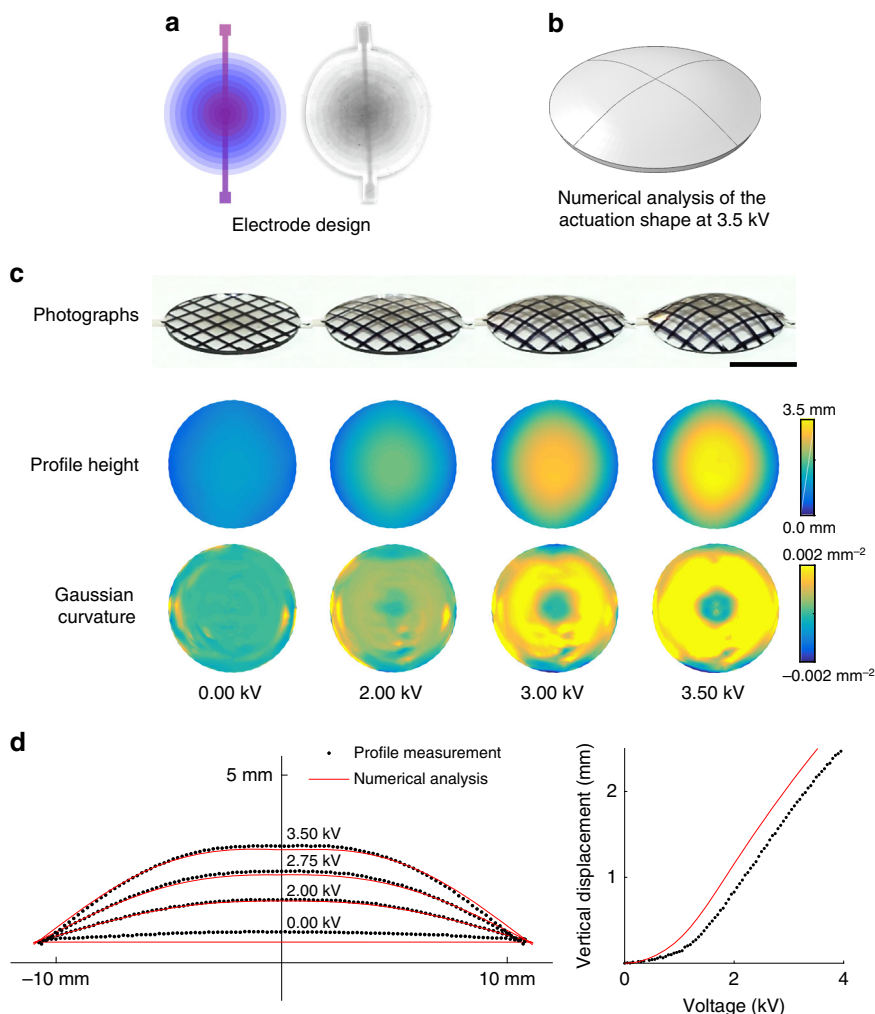 a
b
Electrode design
Numerical analysis of the
actuation shape at 3.5 kV
c
Photographs
Profile height
3.5 mm
0.0 mm
Gaussian
curvature
0.002 mm⁻²
−0.002 mm⁻²
0.00 kV 2.00 kV 3.00 kV 3.50 kV
d
Profile measurement
Numerical analysis
5 mm
3.50 kV
2.75 kV
2.00 kV
0.00 kV
−10 mm 10 mm
Vertical displacement (mm)
2
1
0 2 4
Voltage (kV)